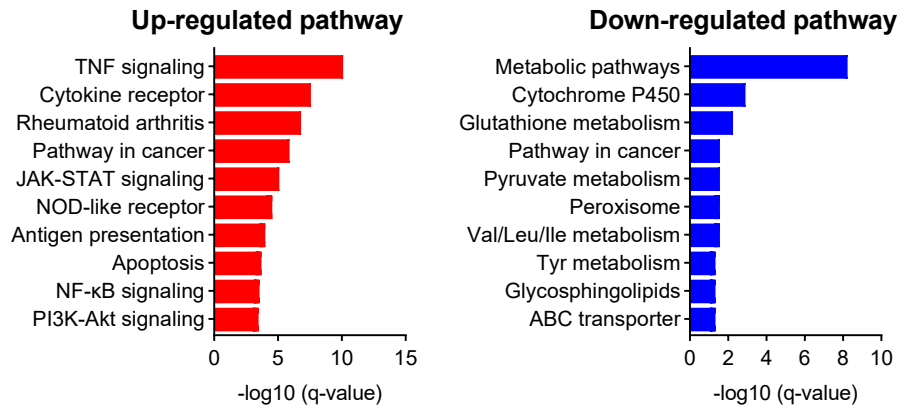 Up-regulated pathway
TNF signaling
Cytokine receptor
Rheumatoid arthritis
Pathway in cancer
JAK-STAT signaling
NOD-like receptor
Antigen presentation
Apoptosis
NF-κB signaling
PI3K-Akt signaling
0 5 10 15
-log10 (q-value)
Down-regulated pathway
Metabolic pathways
Cytochrome P450
Glutathione metabolism
Pathway in cancer
Pyruvate metabolism
Peroxisome
Val/Leu/Ile metabolism
Tyr metabolism
Glycosphingolipids
ABC transporter
0 2 4 6 8 10
-log10 (q-value)